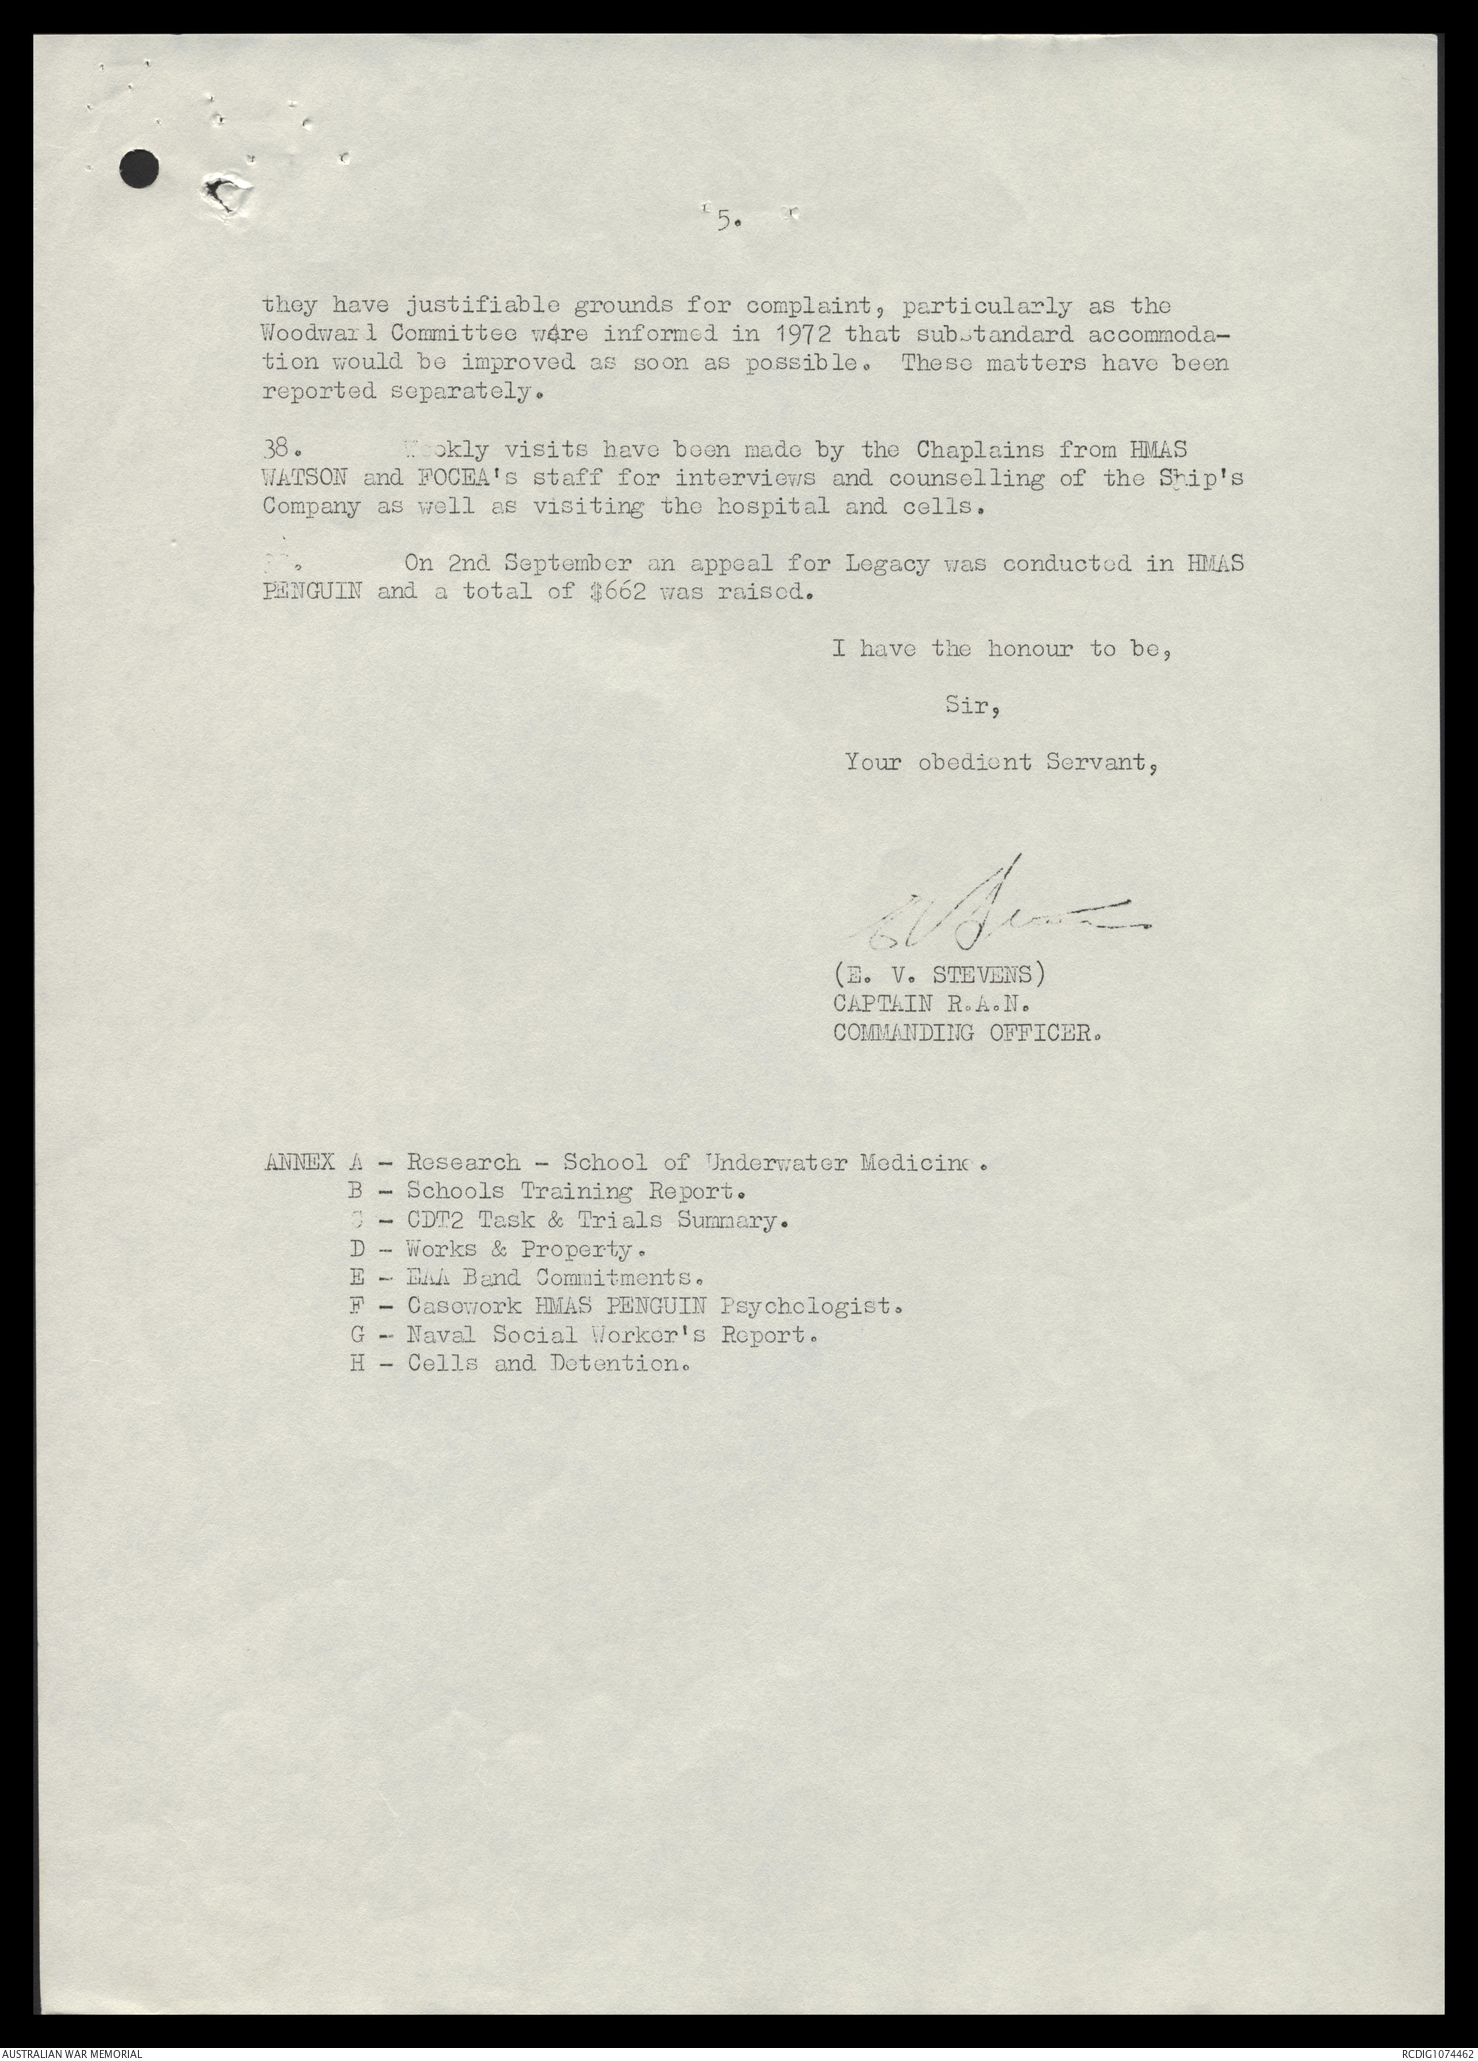 5.
they have justifiable grounds for complaint, particularly as the
Woodward Committee were informed in 1972 that substandard accommoda-
tion would be improved as soon as possible. These matters have been
reported separately.
38. Weekly visits have been made by the Chaplains from HMAS
WATSON and FOCEA's staff for interviews and counselling of the Ship's
Company as well as visiting the hospital and cells.
On 2nd September an appeal for Legacy was conducted in HMAS
PENGUIN and a total of $662 was raised.
I have the honour to be,
Sir,
Your obedient Servant,
(E. V. STEVENS)
CAPTAIN R.A.N.
COMMANDING OFFICER.
ANNEX A - Research - School of Underwater Medicine.
B - Schools Training Report.
C - CDT2 Task & Trials Summary.
D - Works & Property.
E - EAA Band Commitments.
F - Casework HMAS PENGUIN Psychologist.
G - Naval Social Worker's Report.
H - Cells and Detention.
AUSTRALIAN WAR MEMORIAL
RCDIG1074462